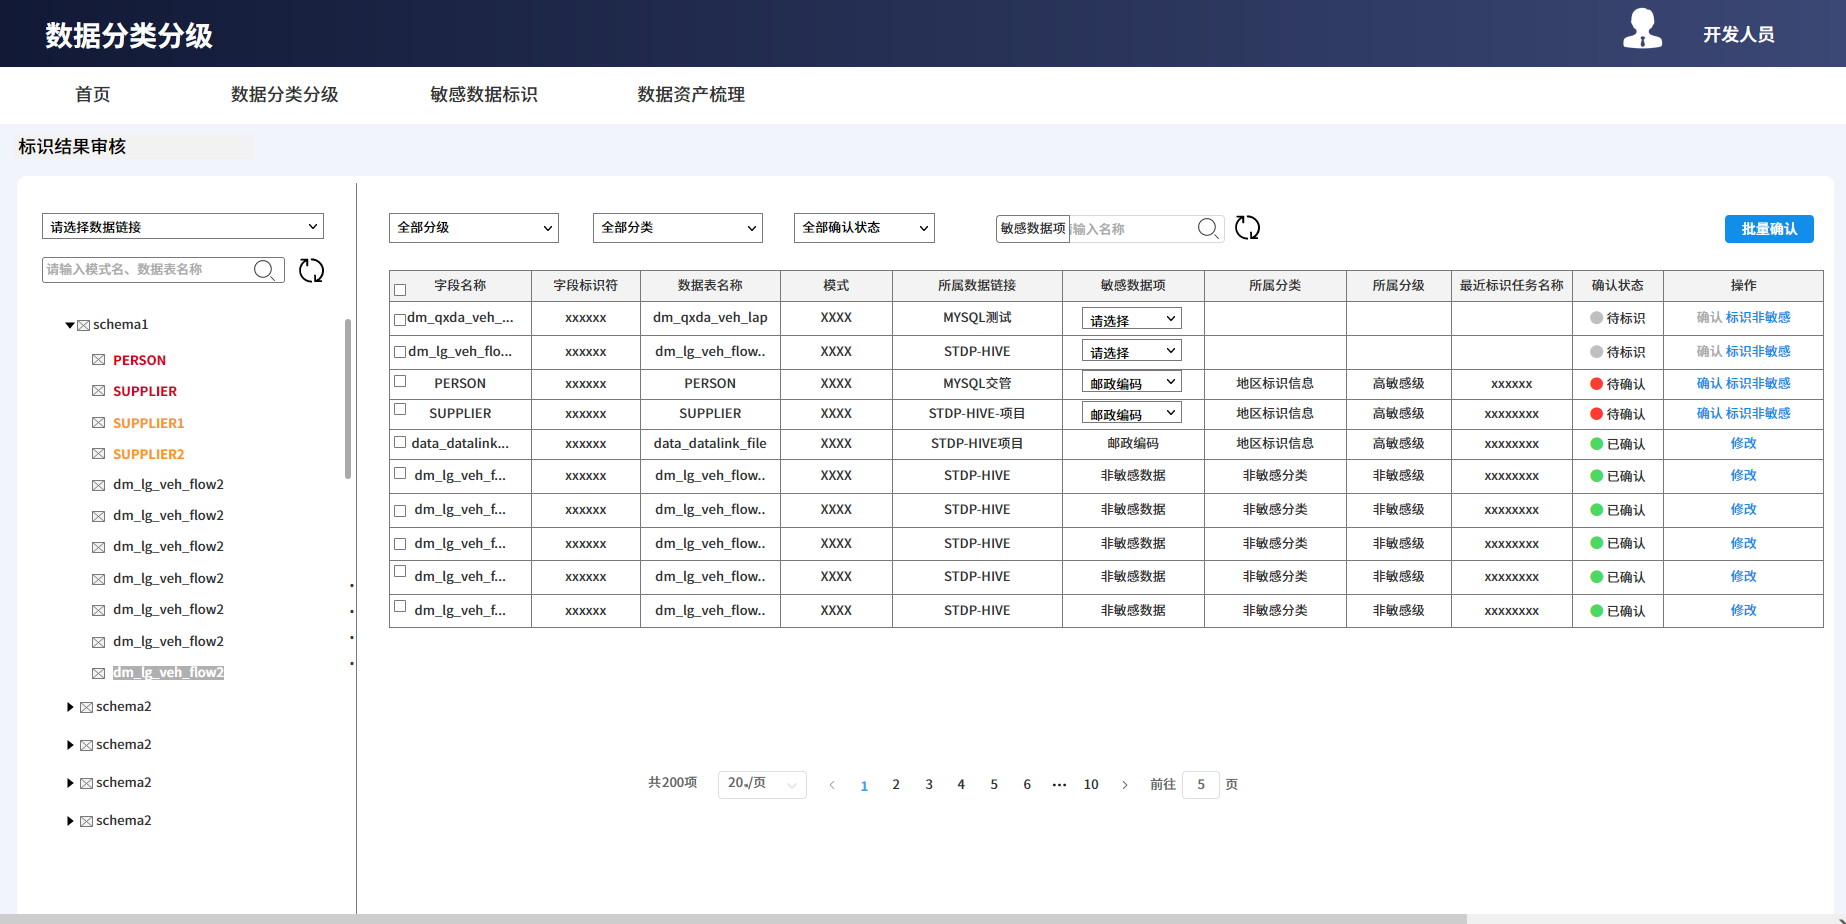 数据分类分级
开发人员
首页 数据分类分级 敏感数据标识 数据资产梳理
标识结果审核
请选择数据链接
请输入模式名、数据表名称
schema1
PERSON
SUPPLIER
SUPPLIER1
SUPPLIER2
dm_lg_veh_flow2
dm_lg_veh_flow2
dm_lg_veh_flow2
dm_lg_veh_flow2
dm_lg_veh_flow2
dm_lg_veh_flow2
dm_lg_veh_flow2
schema2
schema2
schema2
schema2
全部分级 全部分类 全部确认状态 敏感数据项 输入名称 批量确认
字段名称 字段标识符 数据表名称 模式 所属数据链接 敏感数据项 所属分类 所属分级 最近标识任务名称 确认状态 操作
dm_qxda_veh_... xxxxxx dm_qxda_veh_lap XXXX MYSQL测试 请选择 待标识 确认 标识非敏感
dm_lg_veh_flo... xxxxxx dm_lg_veh_flow.. XXXX STDP-HIVE 请选择 待标识 确认 标识非敏感
PERSON xxxxxx PERSON XXXX MYSQL交管 邮政编码 地区标识信息 高敏感级 xxxxxx 待确认 确认 标识非敏感
SUPPLIER xxxxxx SUPPLIER XXXX STDP-HIVE-项目 邮政编码 地区标识信息 高敏感级 xxxxxxxx 待确认 确认 标识非敏感
data_datalink... xxxxxx data_datalink_file XXXX STDP-HIVE项目 邮政编码 地区标识信息 高敏感级 xxxxxxxx 已确认 修改
dm_lg_veh_f... xxxxxx dm_lg_veh_flow.. XXXX STDP-HIVE 非敏感数据 非敏感分类 非敏感级 xxxxxxxx 已确认 修改
dm_lg_veh_f... xxxxxx dm_lg_veh_flow.. XXXX STDP-HIVE 非敏感数据 非敏感分类 非敏感级 xxxxxxxx 已确认 修改
dm_lg_veh_f... xxxxxx dm_lg_veh_flow.. XXXX STDP-HIVE 非敏感数据 非敏感分类 非敏感级 xxxxxxxx 已确认 修改
dm_lg_veh_f... xxxxxx dm_lg_veh_flow.. XXXX STDP-HIVE 非敏感数据 非敏感分类 非敏感级 xxxxxxxx 已确认 修改
dm_lg_veh_f... xxxxxx dm_lg_veh_flow.. XXXX STDP-HIVE 非敏感数据 非敏感分类 非敏感级 xxxxxxxx 已确认 修改
共200项 20./页 1 2 3 4 5 6 ··· 10 前往 5 页